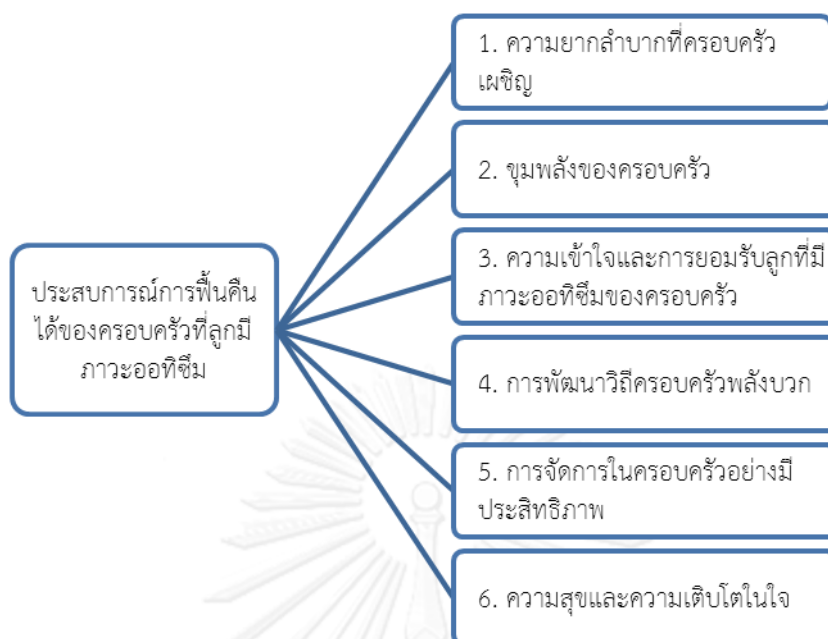 ประสบการณ์การฟื้นคืน
ได้ของครอบครัวที่ลูกมี
ภาวะออทิซึม
1. ความยากลำบากที่ครอบครัว
เผชิญ
2. ขุมพลังของครอบครัว
3. ความเข้าใจและการยอมรับลูกที่มี
ภาวะออทิซึมของครอบครัว
4. การพัฒนาวิถีครอบครัวพลังบวก
5. การจัดการในครอบครัวอย่างมี
ประสิทธิภาพ
6. ความสุขและความเติบโตในใจ